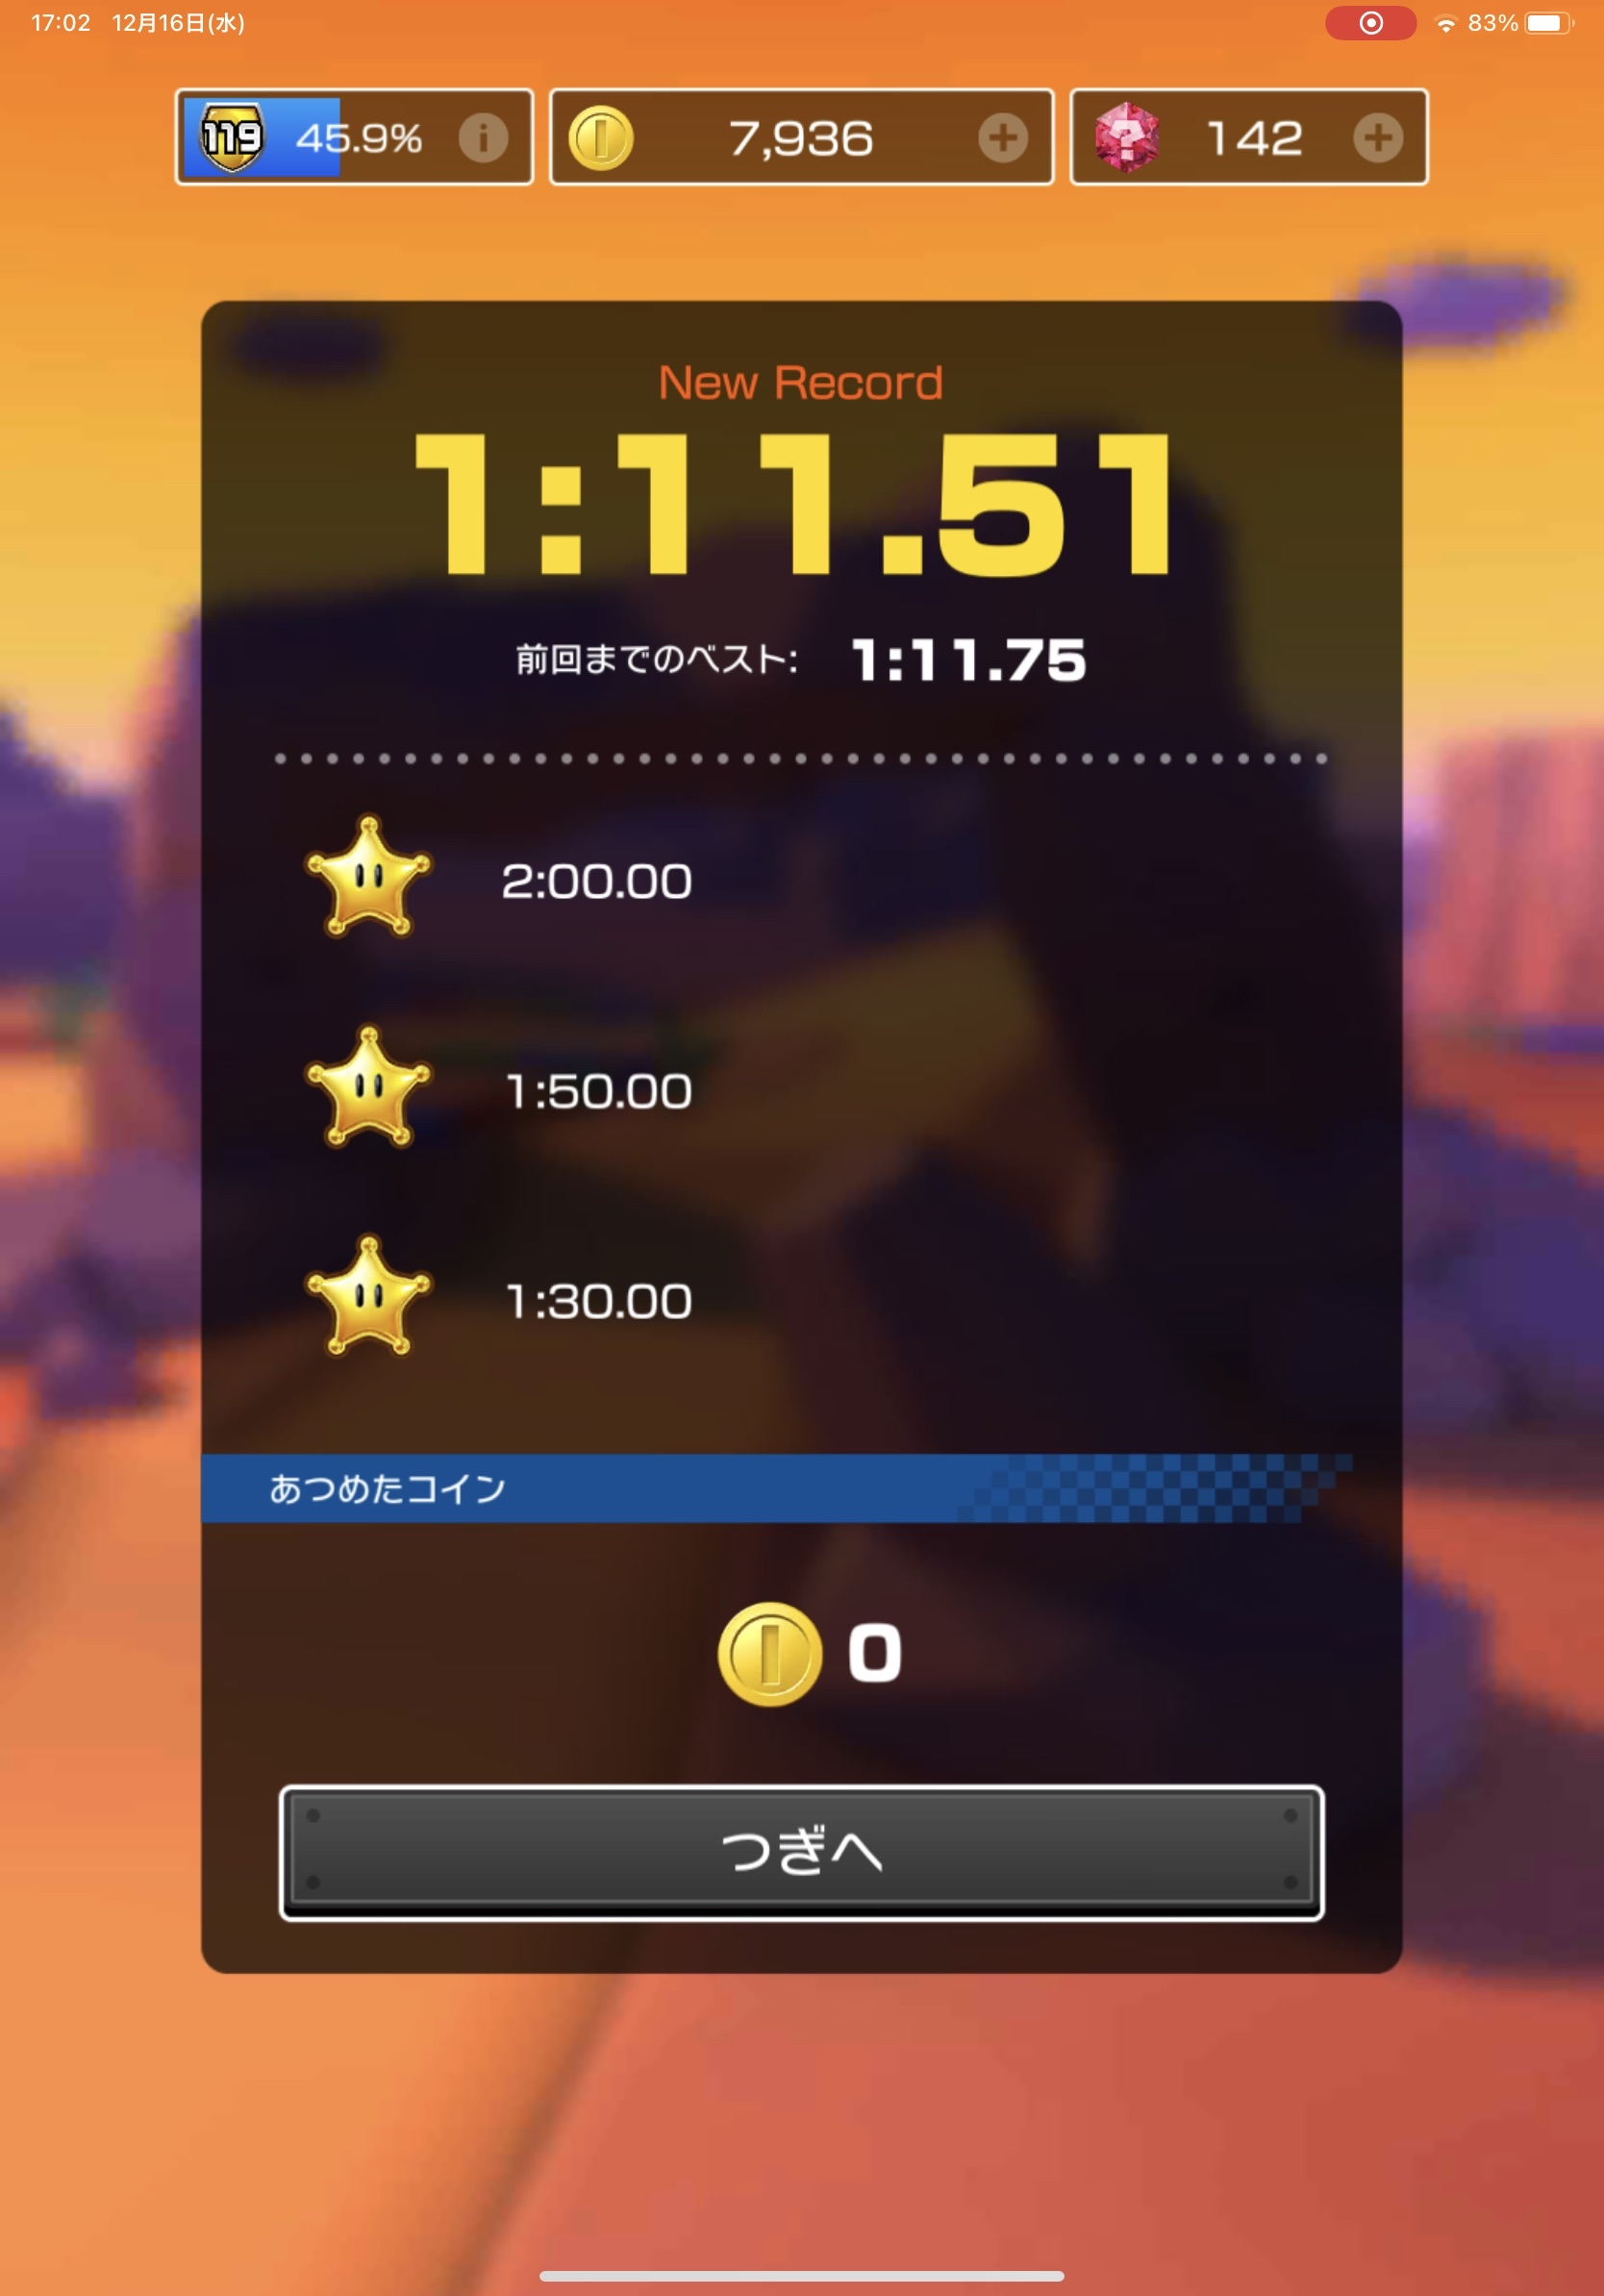 17:02 12月16日(水) 83%
119 45.9% 7,936 142
New Record
1:11.51
前回までのベスト: 1:11.75
2:00.00
1:50.00
1:30.00
あつめたコイン
0
つぎへ